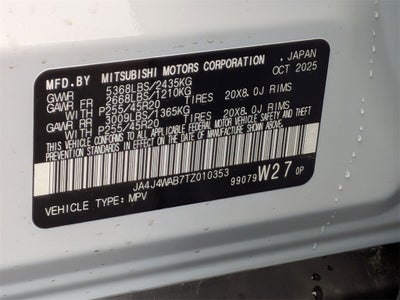 MFD.BY MITSUBISHI MOTORS CORPORATION , JAPAN
GVWR 5368LBS/2435KG OCT 2025
GAWR FR 2668LBS/1210KG
WITH P255/45R20 TIRES 20X8.0J RIMS
GAWR RR 3009LBS/1365KG
WITH P255/45R20 TIRES 20X8.0J RIMS
THIS VEHICLE CONFORMS TO ALL APPLICABLE FEDERAL MOTOR VEHICLE SAFETY, BUMPER AND THEFT PREVENTION STANDARDS IN EFFECT ON THE DATE OF MANUFACTURE SHOWN ABOVE.
JA4J4WAB7TZ010353
99079 W27 0P
VEHICLE TYPE: MPV